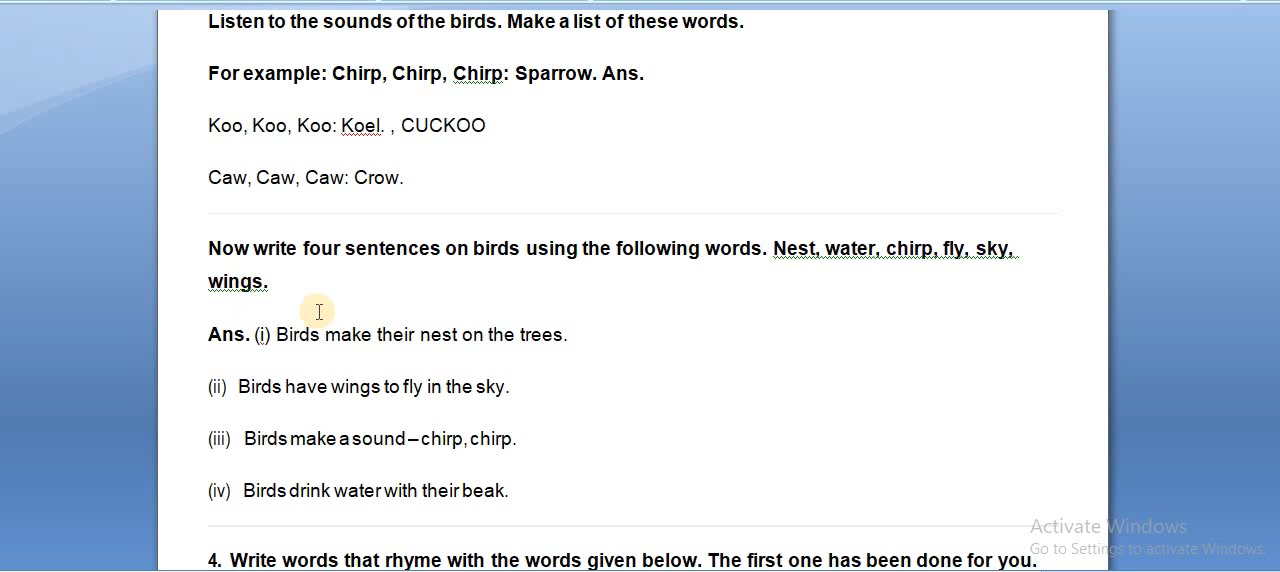 Listen to the sounds of the birds. Make a list of these words.
For example: Chirp, Chirp, Chirp: Sparrow. Ans.
Koo, Koo, Koo: Koel. , CUCKOO
Caw, Caw, Caw: Crow.
Now write four sentences on birds using the following words. Nest, water, chirp, fly, sky,
wings.
Ans. (i) Birds make their nest on the trees.
(ii) Birds have wings to fly in the sky.
(iii) Birds make a sound – chirp, chirp.
(iv) Birds drink water with their beak.
Activate Windows
Go to Settings to activate Windows.
4. Write words that rhyme with the words given below. The first one has been done for you.